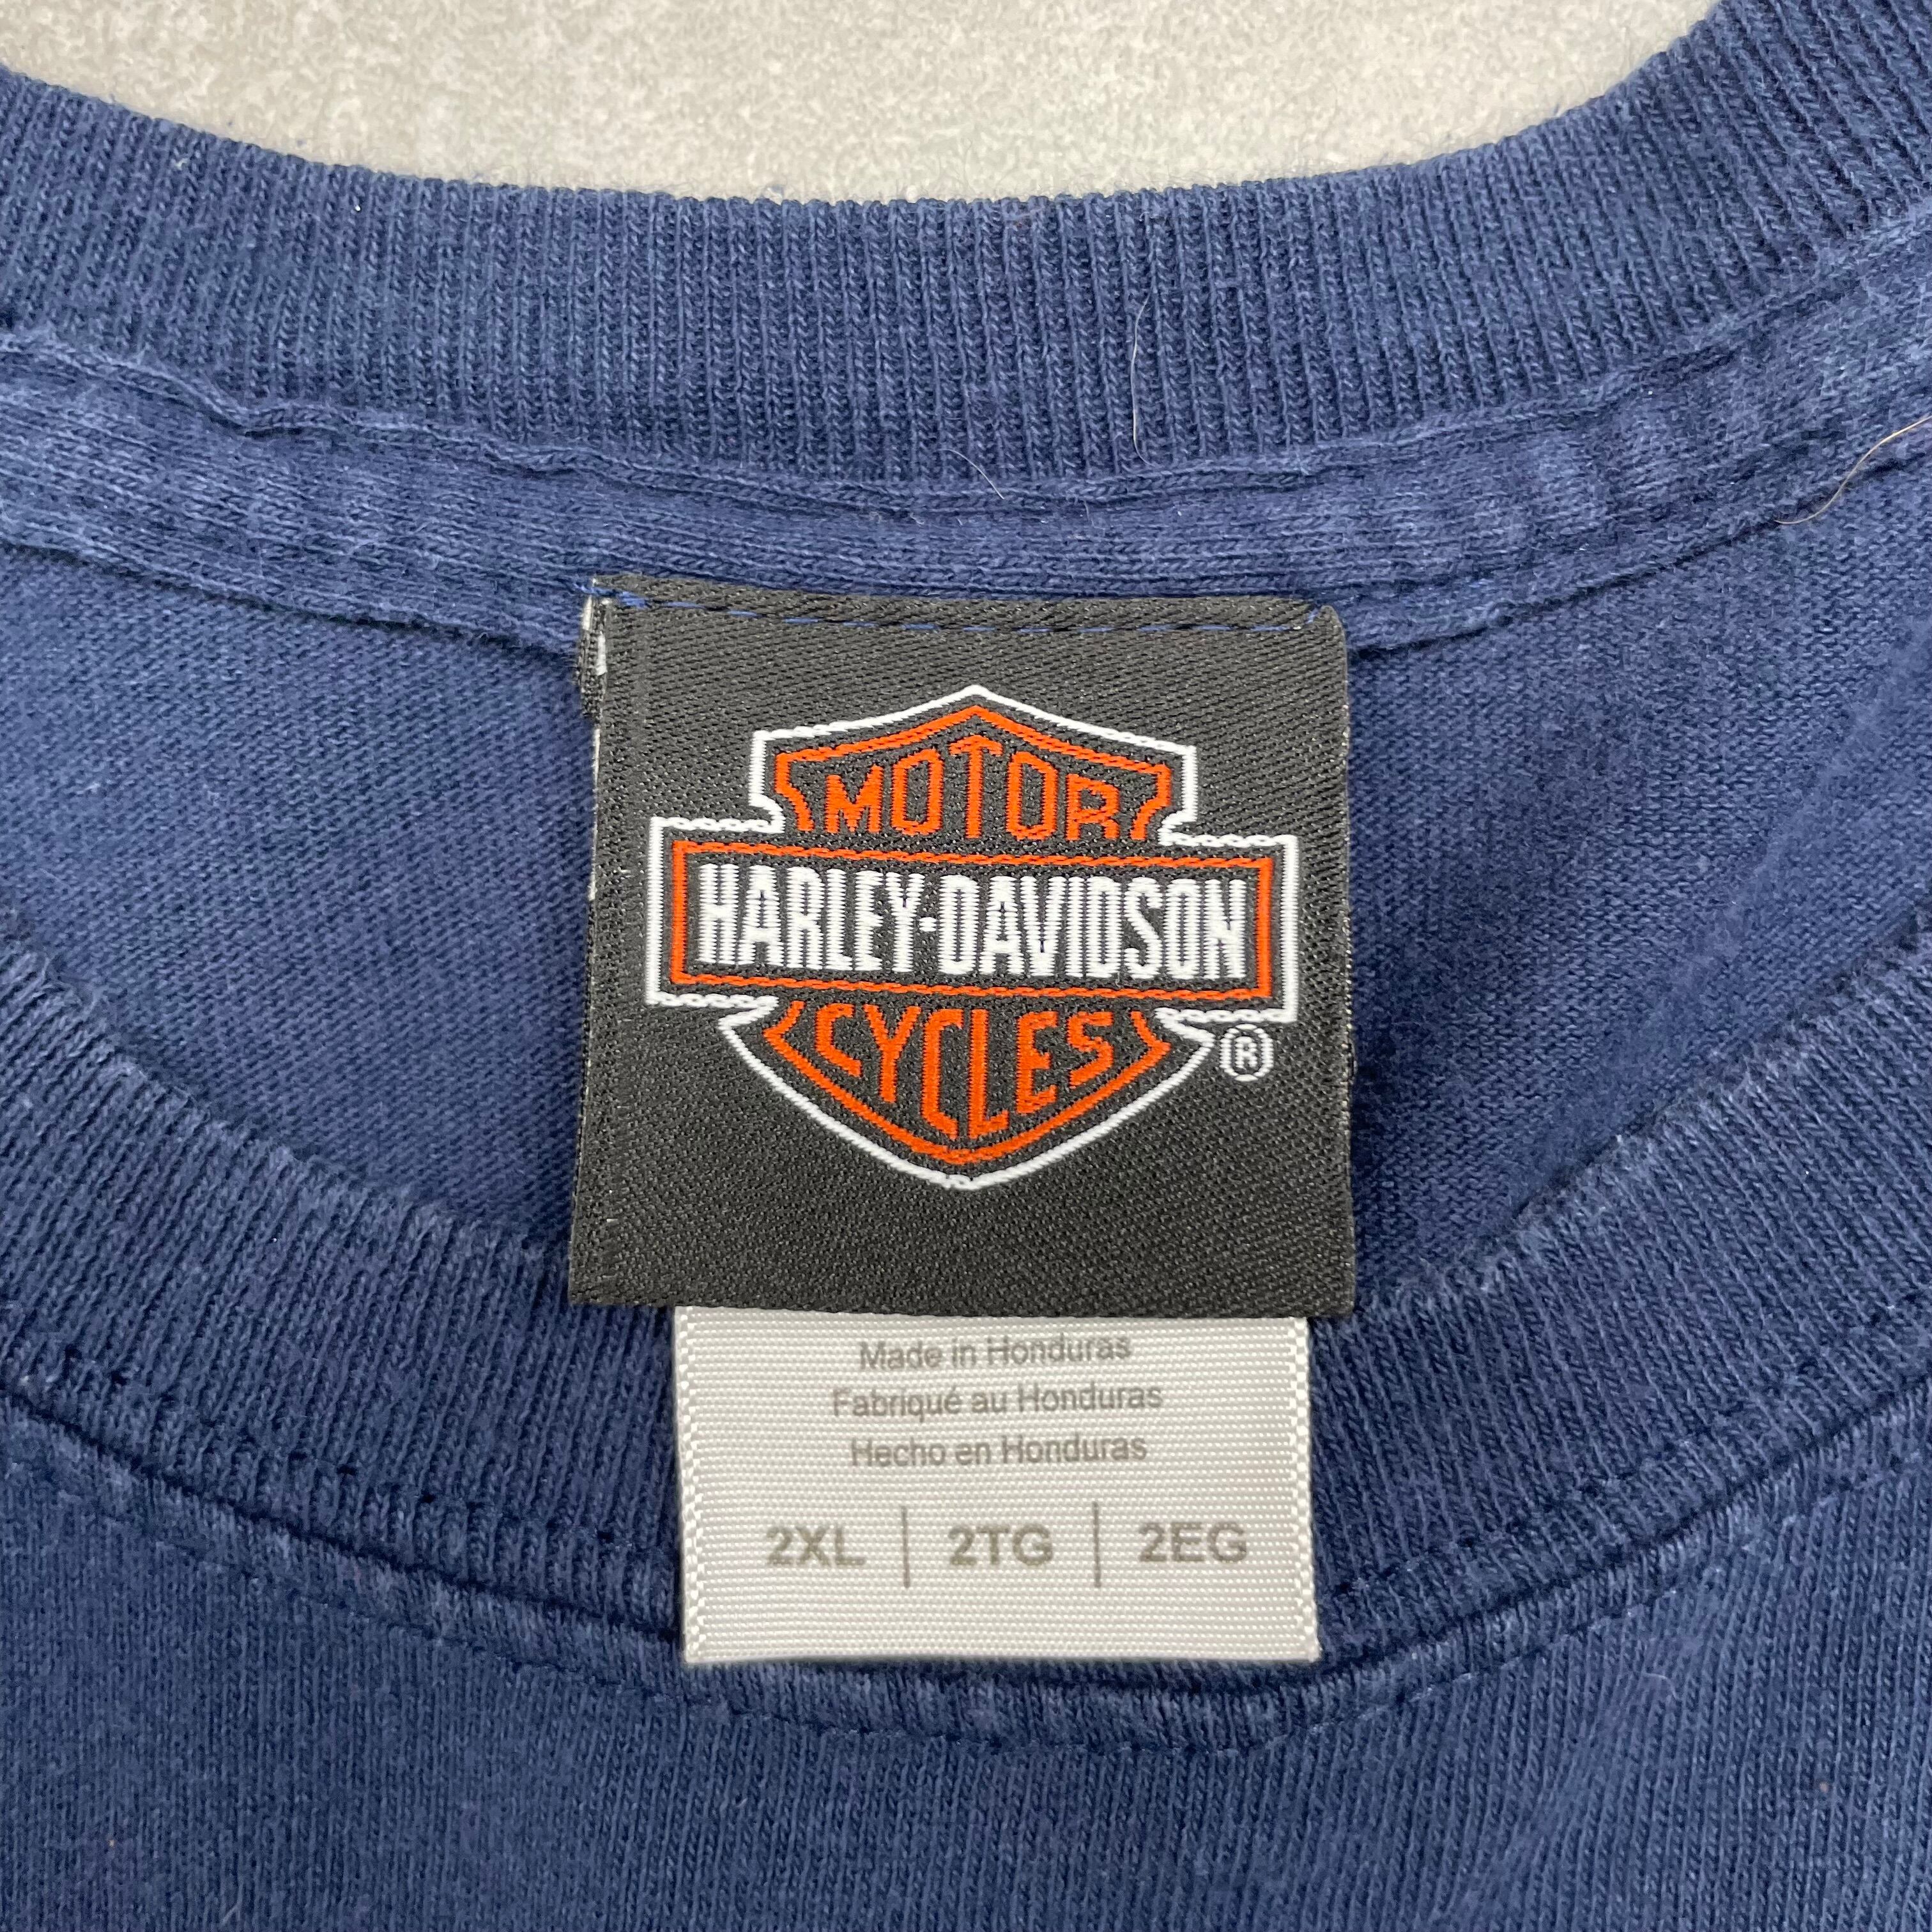 MOTOR
HARLEY-DAVIDSON
CYCLES
®
Made in Honduras
Fabriqué au Honduras
Hecho en Honduras
2XL | 2TG | 2EG